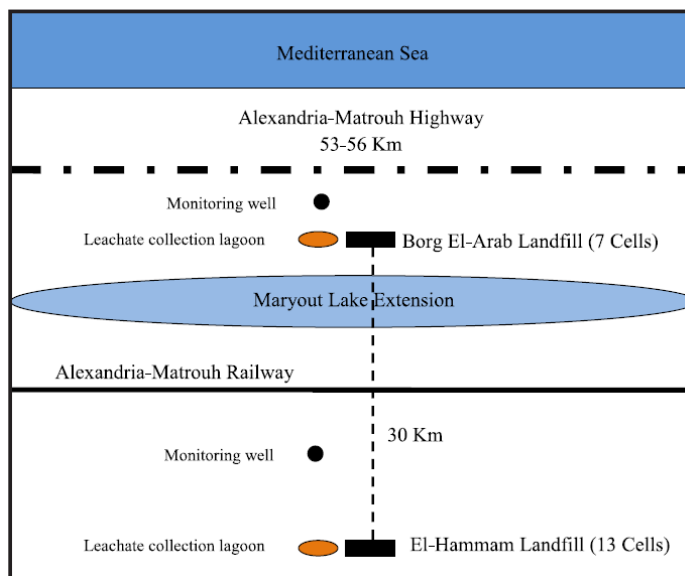 Mediterranean Sea
Alexandria-Matrouh Highway
53-56 Km
Monitoring well
Leachate collection lagoon
Borg El-Arab Landfill (7 Cells)
Maryout Lake Extension
Alexandria-Matrouh Railway
30 Km
Monitoring well
Leachate collection lagoon
El-Hammam Landfill (13 Cells)